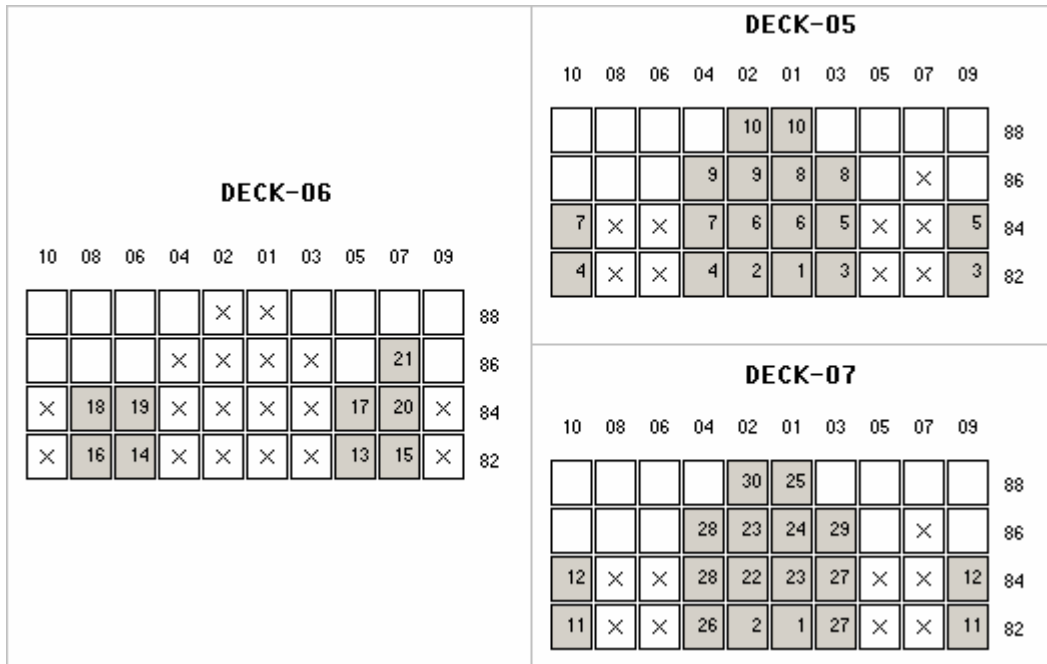 DECK-06
10 08 06 04 02 01 03 05 07 09
× × 88
× × × × 21 86
× 18 19 × × × × 17 20 × 84
× 16 14 × × × × 13 15 × 82
DECK-05
10 08 06 04 02 01 03 05 07 09
10 10 88
9 9 8 8 × 86
7 × × 7 6 6 5 × × 5 84
4 × × 4 2 1 3 × × 3 82
DECK-07
10 08 06 04 02 01 03 05 07 09
30 25 88
28 23 24 29 × 86
12 × × 28 22 23 27 × × 12 84
11 × × 26 2 1 27 × × 11 82